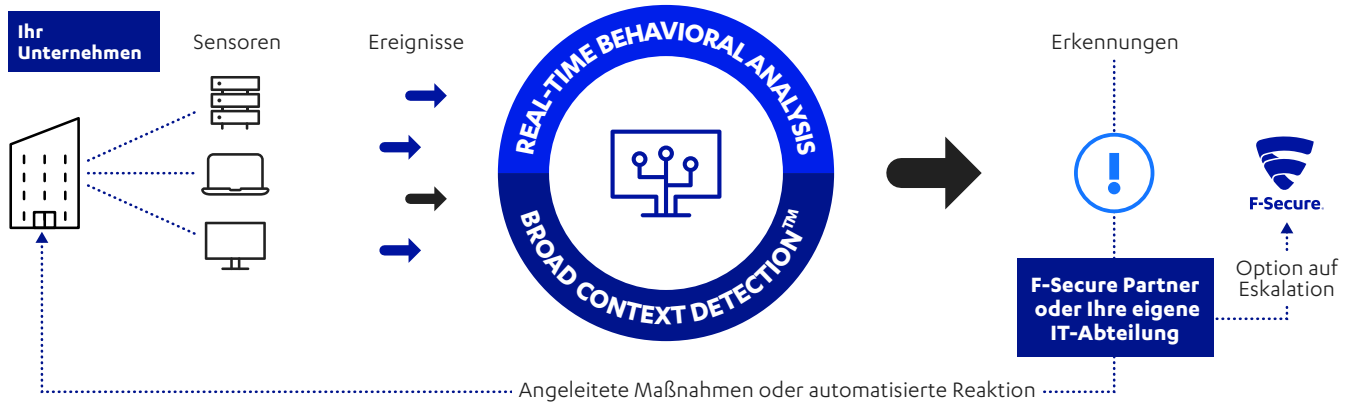 Ihr
Unternehmen
Sensoren
Ereignisse
REAL-TIME BEHAVIORAL ANALYSIS
BROAD CONTEXT DETECTION™
Erkennungen
F-Secure.
F-Secure Partner
oder Ihre eigene
IT-Abteilung
Option auf
Eskalation
Angeleitete Maßnahmen oder automatisierte Reaktion